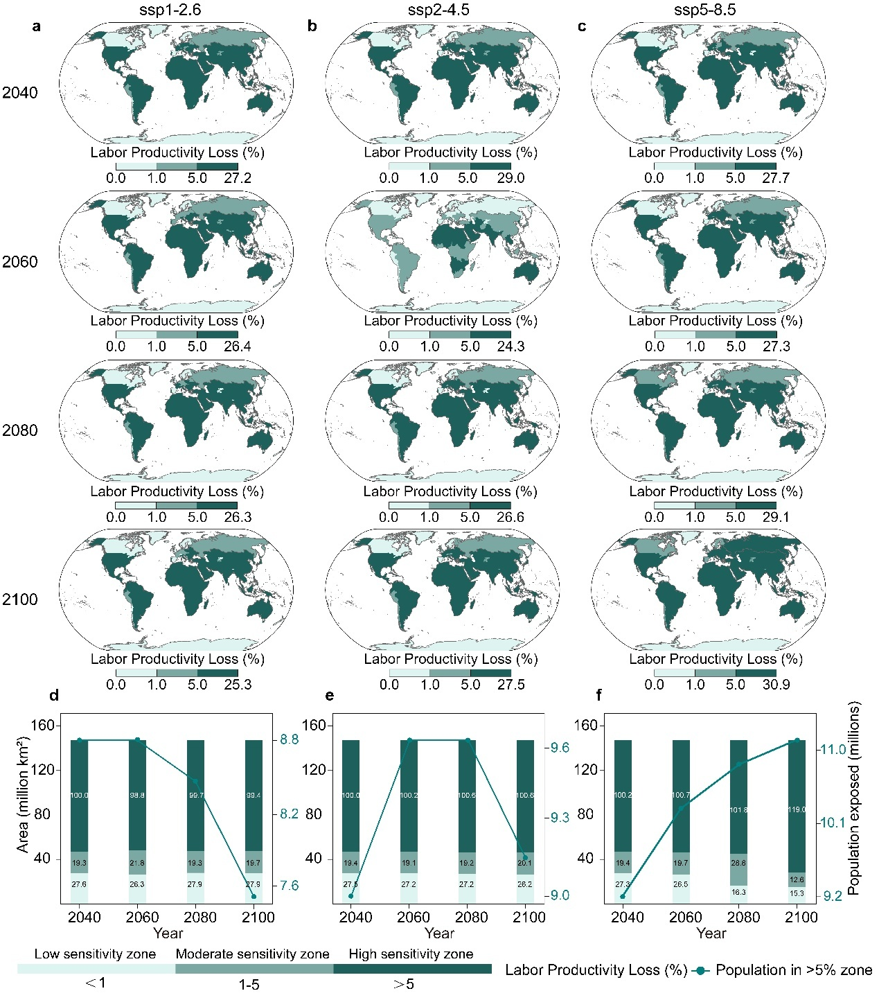 ssp1-2.6 ssp2-4.5 ssp5-8.5
a b c
2040
Labor Productivity Loss (%) Labor Productivity Loss (%) Labor Productivity Loss (%)
0.0 1.0 5.0 27.2 0.0 1.0 5.0 29.0 0.0 1.0 5.0 27.7
2060
Labor Productivity Loss (%) Labor Productivity Loss (%) Labor Productivity Loss (%)
0.0 1.0 5.0 26.4 0.0 1.0 5.0 24.3 0.0 1.0 5.0 27.3
2080
Labor Productivity Loss (%) Labor Productivity Loss (%) Labor Productivity Loss (%)
0.0 1.0 5.0 26.3 0.0 1.0 5.0 26.6 0.0 1.0 5.0 29.1
2100
Labor Productivity Loss (%) Labor Productivity Loss (%) Labor Productivity Loss (%)
0.0 1.0 5.0 25.3 0.0 1.0 5.0 27.5 0.0 1.0 5.0 30.9
d
Area (million km²)
160
120
80
40
100.0 98.8 99.7 99.4
19.3 21.8 19.3 19.7
27.6 26.3 27.9 27.9
8.8
8.2
7.6
2040 2060 2080 2100
Year
e
160
120
80
40
100.0 100.2 100.6 100.6
19.4 19.1 19.2 20.1
27.5 27.2 27.2 26.2
9.6
9.3
9.0
2040 2060 2080 2100
Year
f
160
120
80
40
100.2 100.7 101.8 119.0
19.4 19.7 28.8 12.6
27.3 26.5 16.3 15.3
11.0
10.1
9.2
Population exposed (millions)
2040 2060 2080 2100
Year
Low sensitivity zone Moderate sensitivity zone High sensitivity zone
<1 1-5 >5
Labor Productivity Loss (%) Population in >5% zone